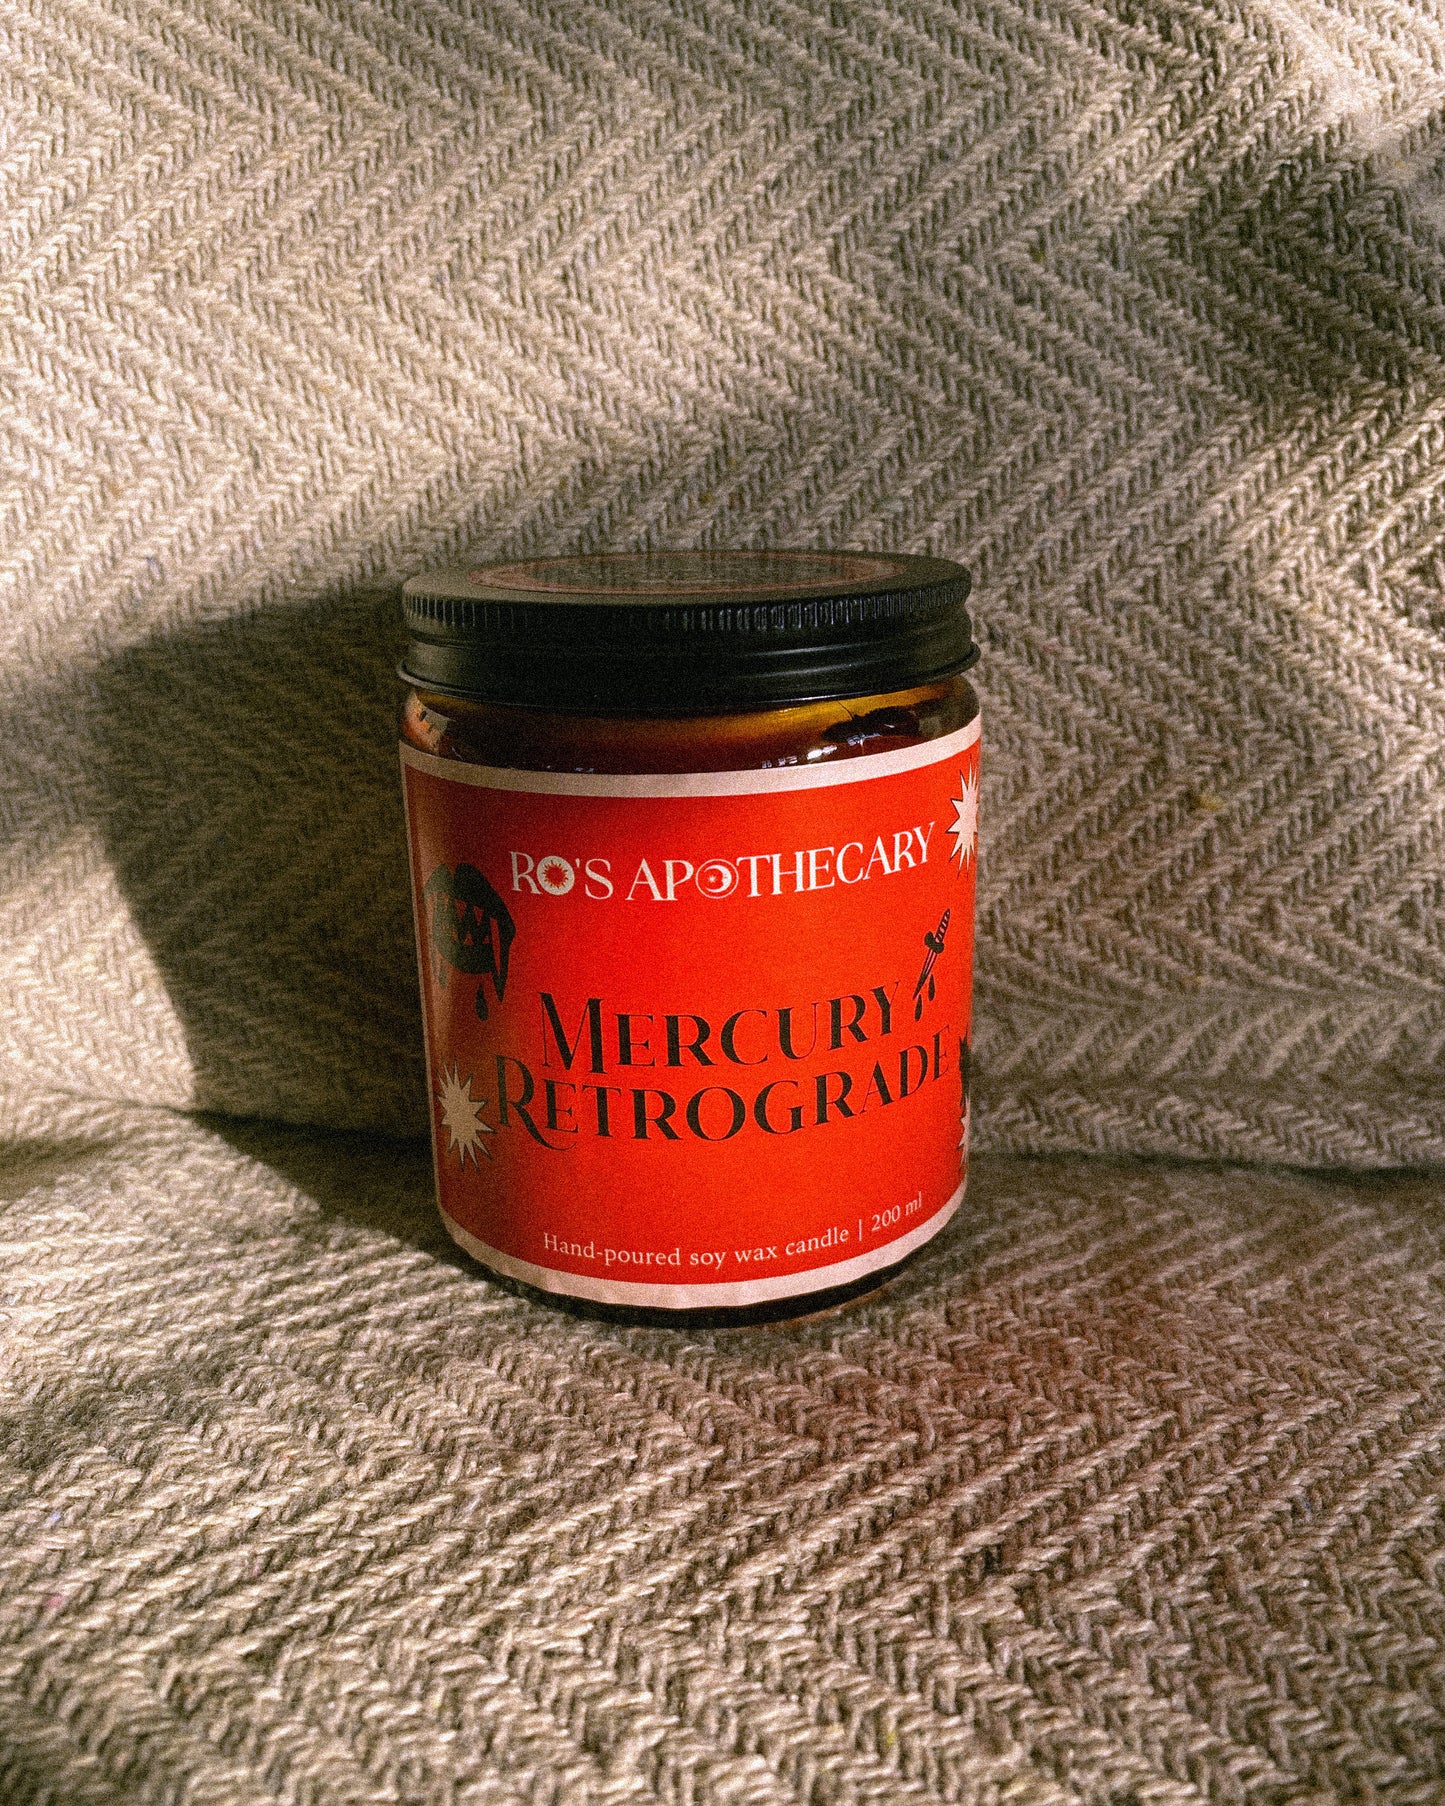 RO'S APOTHECARY
MERCURY
RETROGRADE
Hand-poured soy wax candle | 200 ml